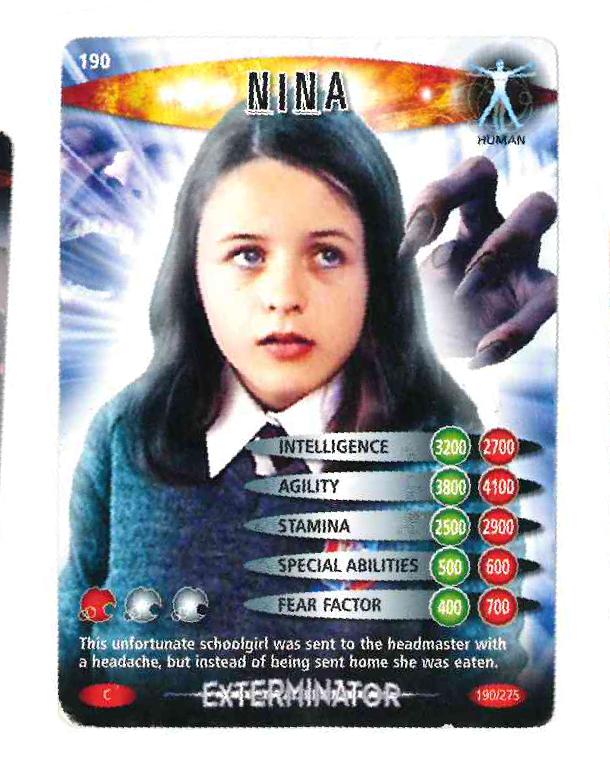 190
NINA
HUMAN
INTELLIGENCE 3200 2700
AGILITY 3800 4100
STAMINA 2500 2900
SPECIAL ABILITIES 500 600
FEAR FACTOR 400 700
This unfortunate schoolgirl was sent to the headmaster with
a headache, but instead of being sent home she was eaten.
C EXTERMINATOR 190/275